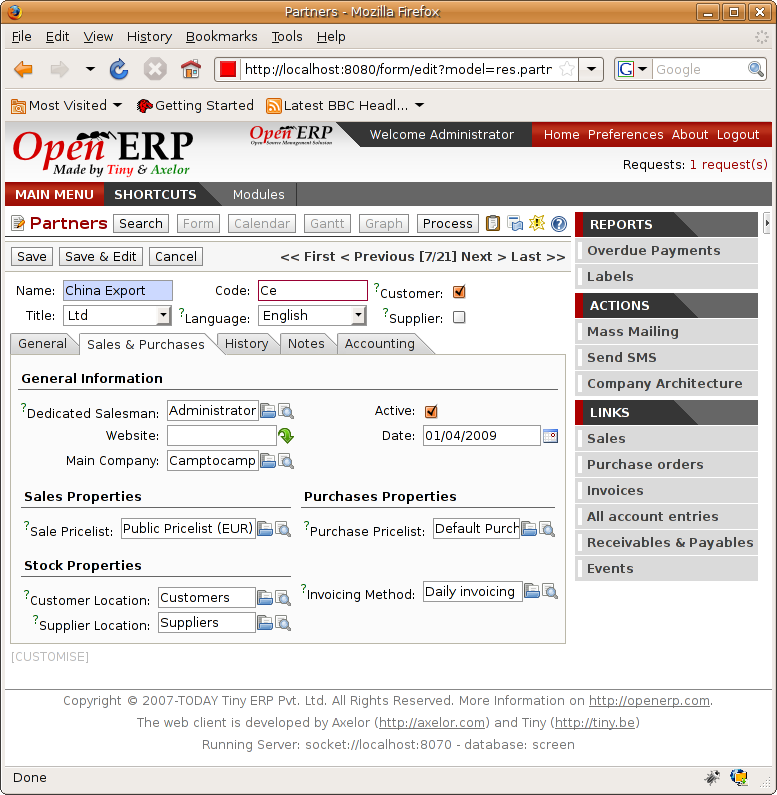 Partners - Mozilla Firefox
File Edit View History Bookmarks Tools Help
http://localhost:8080/form/edit?model=res.partn
G Google
Most Visited Getting Started Latest BBC Headl...
Open ERP
Made by Tiny & Axelor
Open ERP
Open Source Management Solution
Welcome Administrator Home Preferences About Logout
Requests: 1 request(s)
MAIN MENU SHORTCUTS Modules
Partners Search Form Calendar Gantt Graph Process
Save Save & Edit Cancel << First < Previous [7/21] Next > Last >>
Name: China Export Code: Ce ?Customer:
Title: Ltd ?Language: English ?Supplier:
General Sales & Purchases History Notes Accounting
General Information
?Dedicated Salesman: Administrator Active:
Website: Date: 01/04/2009
Main Company: Camptocamp
Sales Properties Purchases Properties
?Sale Pricelist: Public Pricelist (EUR) ?Purchase Pricelist: Default Purch
Stock Properties
?Customer Location: Customers ?Invoicing Method: Daily invoicing
?Supplier Location: Suppliers
[CUSTOMISE]
REPORTS
Overdue Payments
Labels
ACTIONS
Mass Mailing
Send SMS
Company Architecture
LINKS
Sales
Purchase orders
Invoices
All account entries
Receivables & Payables
Events
Copyright © 2007-TODAY Tiny ERP Pvt. Ltd. All Rights Reserved. More Information on http://openerp.com.
The web client is developed by Axelor (http://axelor.com) and Tiny (http://tiny.be)
Running Server: socket://localhost:8070 - database: screen
Done